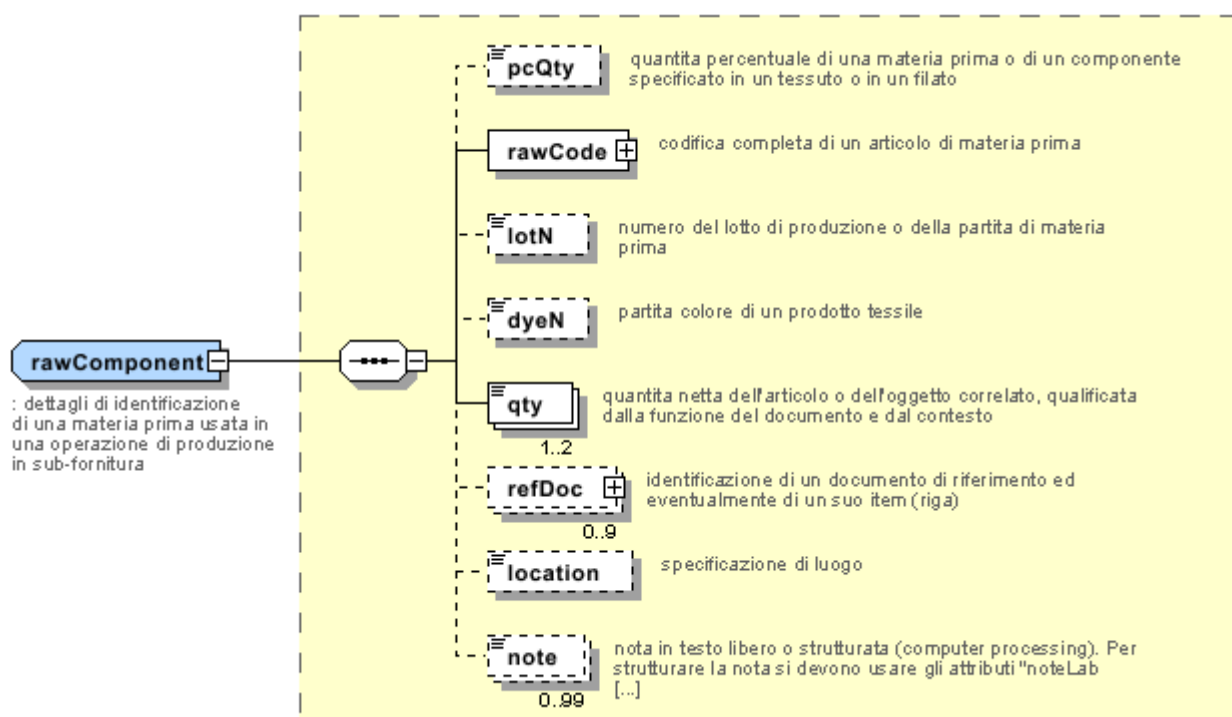 pcQty
quantita percentuale di una materia prima o di un componente
specificato in un tessuto o in un filato
rawCode
codifica completa di un articolo di materia prima
lotN
numero del lotto di produzione o della partita di materia
prima
dyeN
partita colore di un prodotto tessile
rawComponent
: dettagli di identificazione
di una materia prima usata in
una operazione di produzione
in sub-fornitura
qty
quantita netta dell'articolo o dell'oggetto correlato, qualificata
dalla funzione del documento e dal contesto
1..2
refDoc
identificazione di un documento di riferimento ed
eventualmente di un suo item (riga)
0..9
location
specificazione di luogo
note
nota in testo libero o strutturata (computer processing). Per
strutturare la nota si devono usare gli attributi "noteLab
[...]
0..99